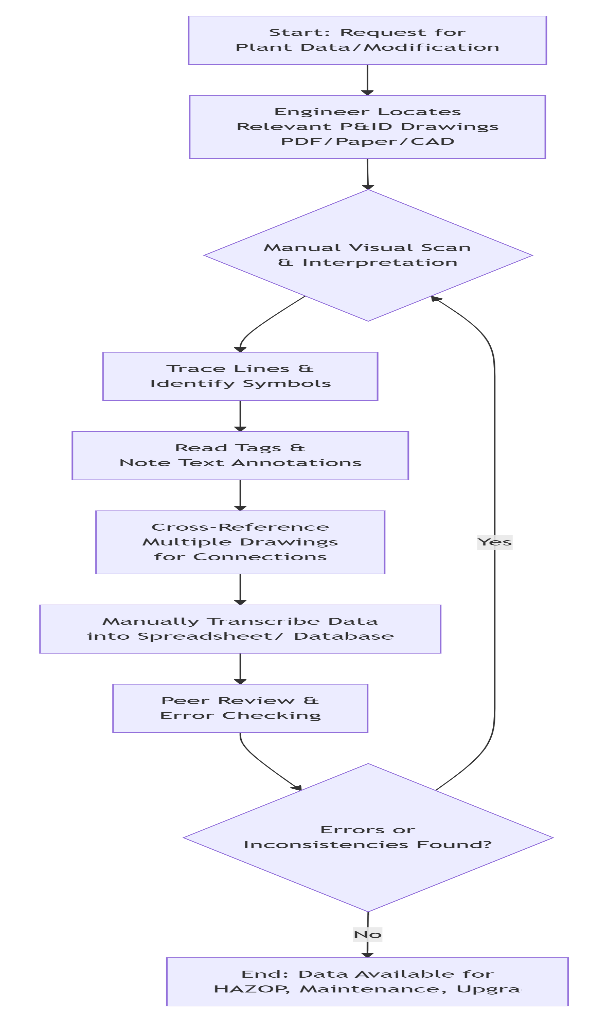 Start: Request for
Plant Data/Modification
Engineer Locates
Relevant P&ID Drawings
PDF/Paper/CAD
Manual Visual Scan
& Interpretation
Trace Lines &
Identify Symbols
Read Tags &
Note Text Annotations
Cross-Reference
Multiple Drawings
for Connections
Manually Transcribe Data
into Spreadsheet/ Database
Peer Review &
Error Checking
Yes
Errors or
Inconsistencies Found?
No
End: Data Available for
HAZOP, Maintenance, Upgra